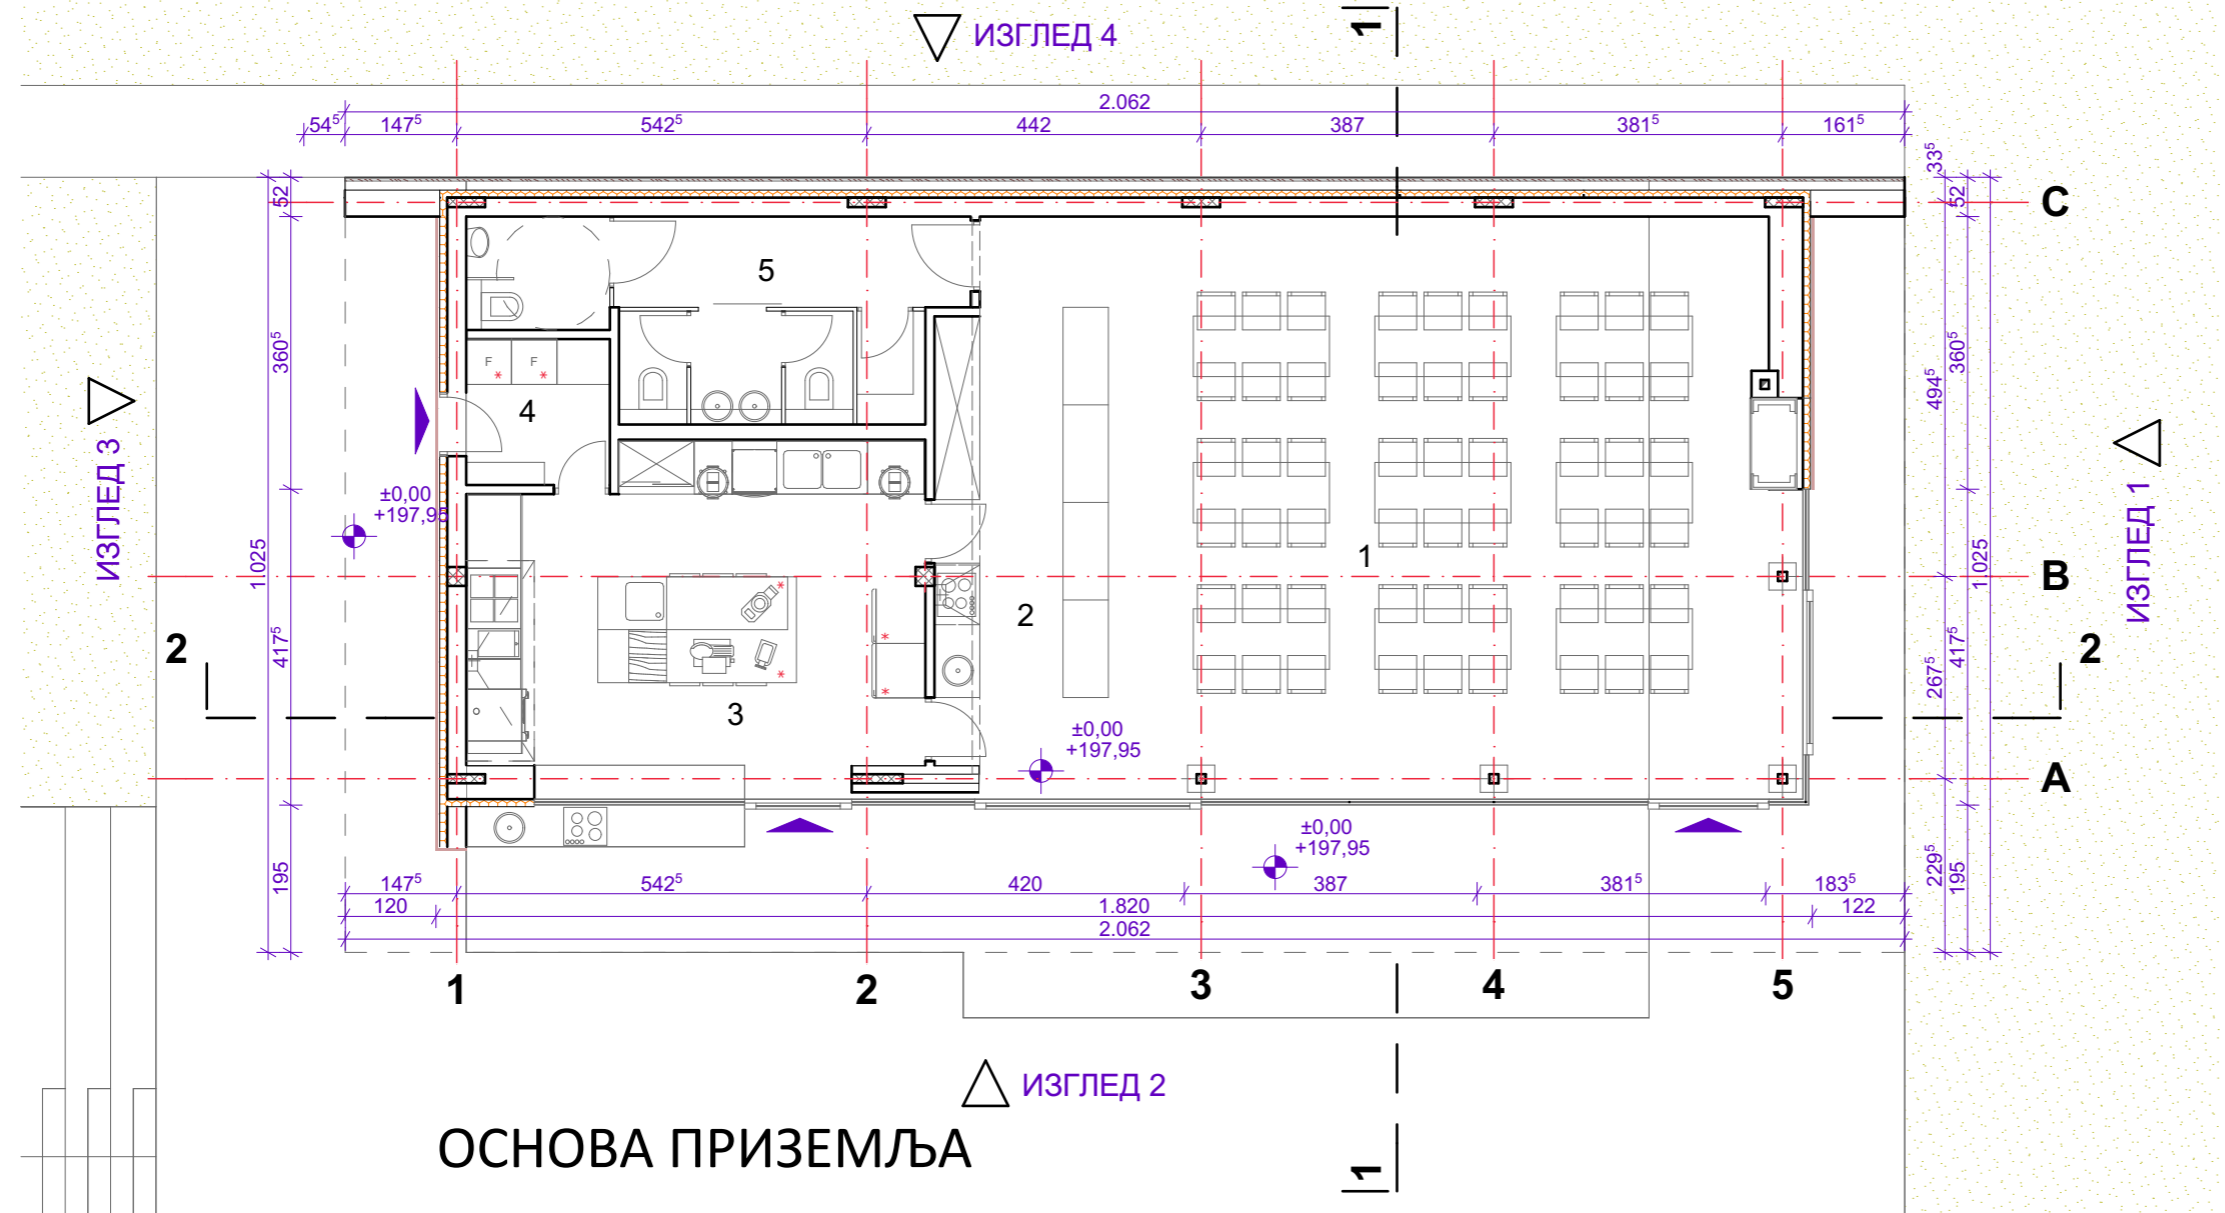 ИЗГЛЕД 4
1
2.062
54⁵ 147⁵ 542⁵ 442 387 381⁵ 161⁵
33⁵
52 52
C
5
360⁵ 360⁵
494⁵
F F
* *
4
ИЗГЛЕД 3
ИЗГЛЕД 1
±0,00
+197,95
1.025 1.025
1
B
2
417⁵ 417⁵
267⁵
* * * *
2 2
3
±0,00
+197,95
A
±0,00
+197,95
195 195
229⁵
147⁵ 542⁵ 420 387 381⁵ 183⁵
120 1.820 122
2.062
1 2 3 4 5
ИЗГЛЕД 2
ОСНОВА ПРИЗЕМЉА
1